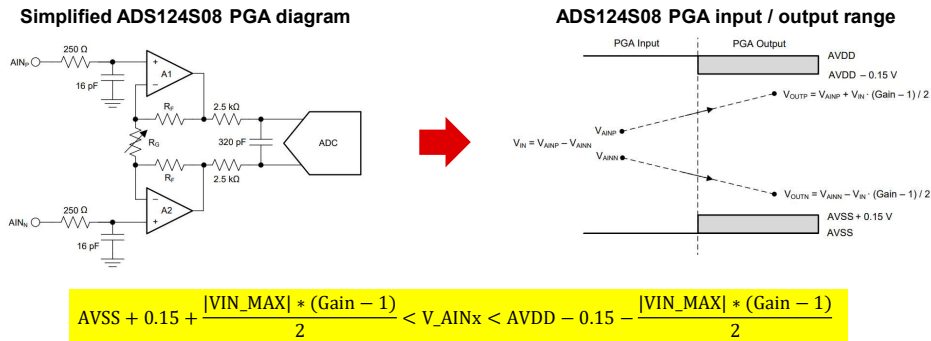 Simplified ADS124S08 PGA diagram
ADS124S08 PGA input / output range
250 Ω
AINP
16 pF
+
A1
−
RF
2.5 kΩ
RG
320 pF
ADC
RF
2.5 kΩ
−
A2
+
250 Ω
AINN
16 pF
PGA Input
PGA Output
AVDD
AVDD – 0.15 V
VOUTP = VAINP + VIN · (Gain – 1) / 2
VAINP
VIN = VAINP – VAINN
VAINN
VOUTN = VAINN – VIN · (Gain – 1) / 2
AVSS + 0.15 V
AVSS
AVSS + 0.15 + |VIN_MAX| ∗ (Gain − 1) / 2 < V_AINx < AVDD − 0.15 − |VIN_MAX| ∗ (Gain − 1) / 2